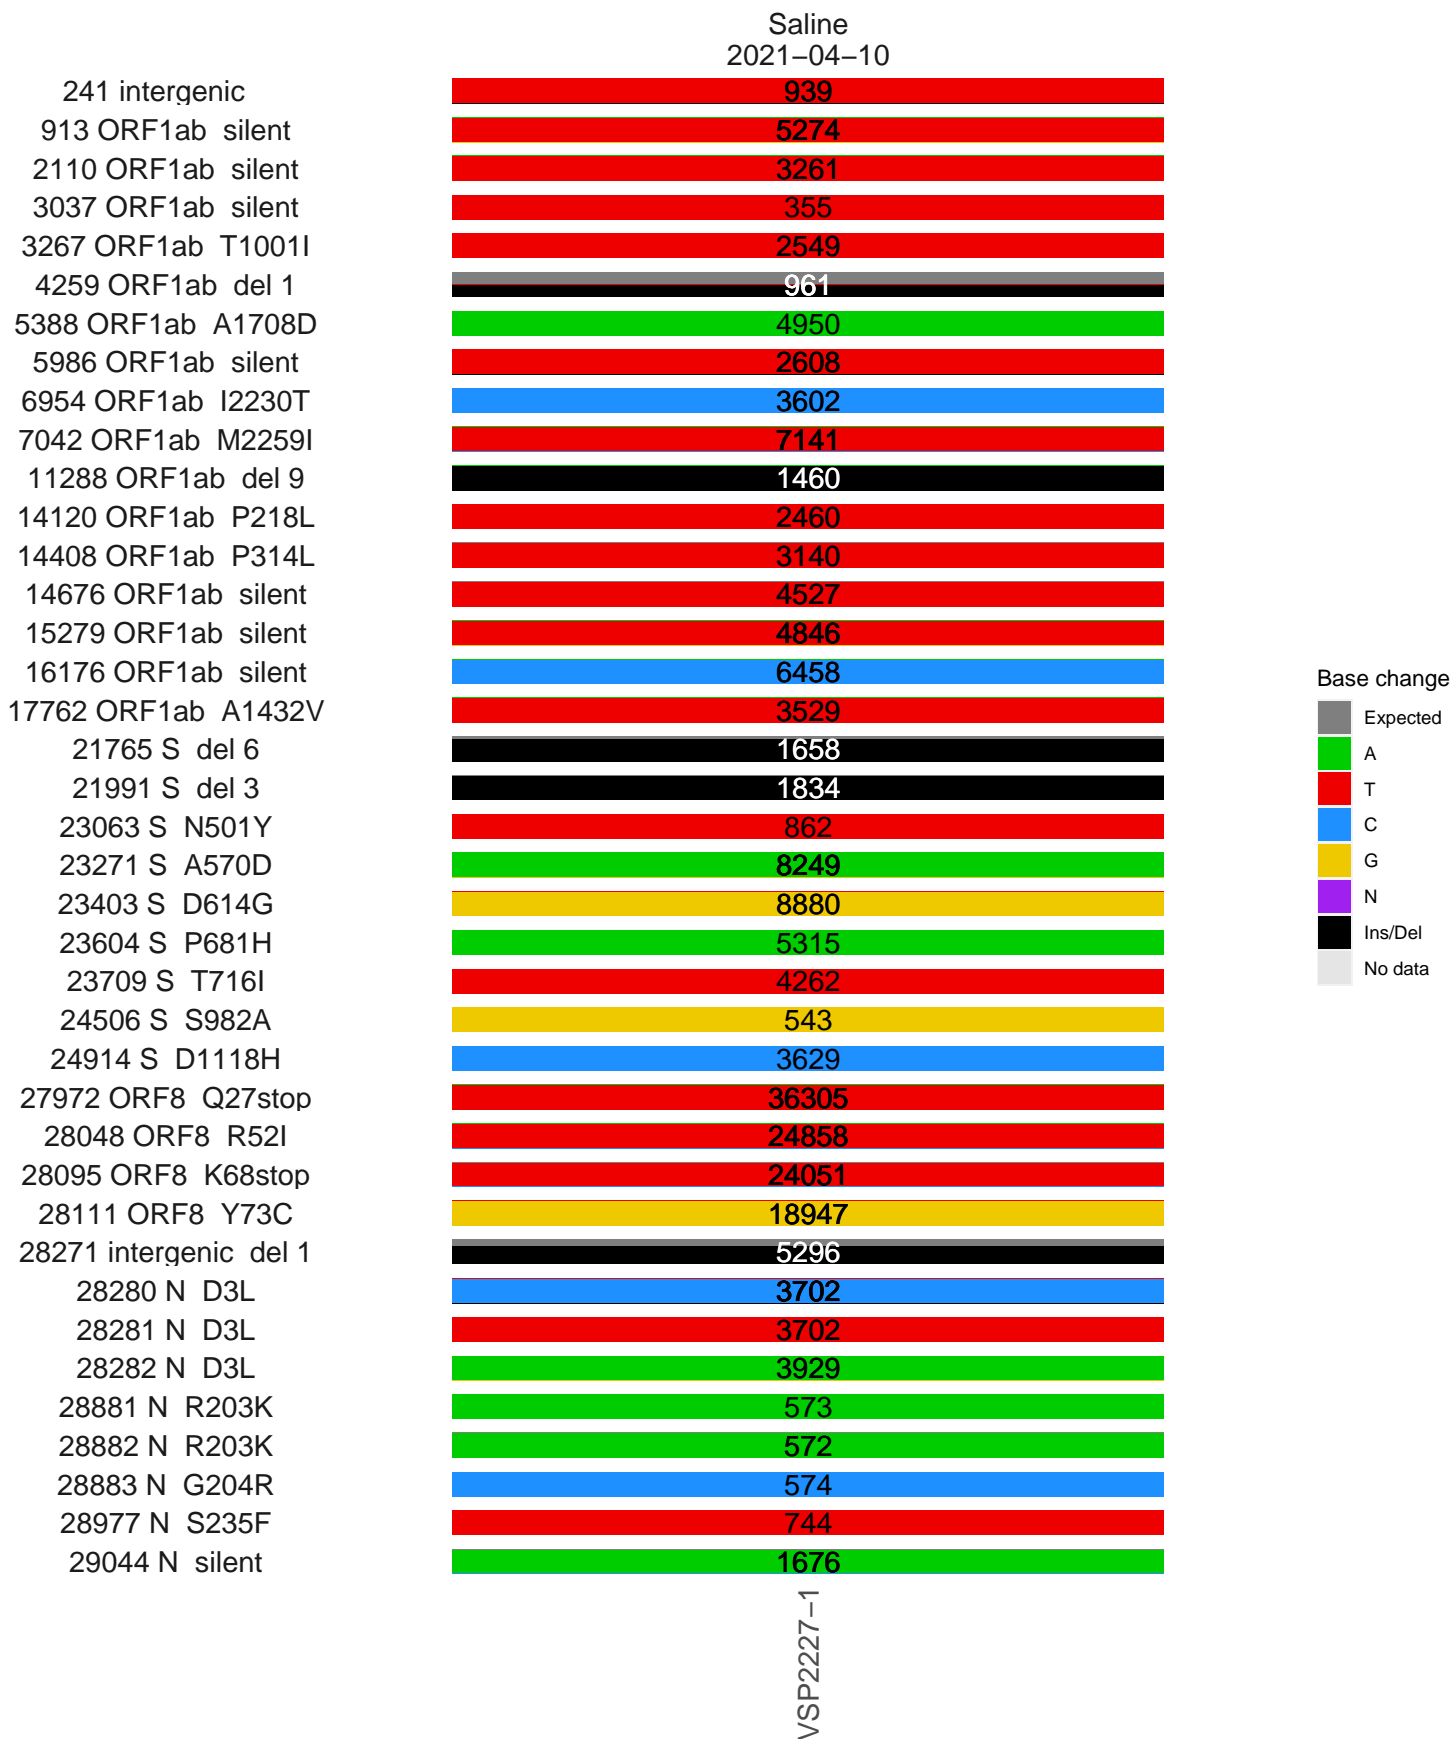 Saline
2021−04−10
241 intergenic 939
913 ORF1ab silent 5274
2110 ORF1ab silent 3261
3037 ORF1ab silent 355
3267 ORF1ab T1001I 2549
4259 ORF1ab del 1 961
5388 ORF1ab A1708D 4950
5986 ORF1ab silent 2608
6954 ORF1ab I2230T 3602
7042 ORF1ab M2259I 7141
11288 ORF1ab del 9 1460
14120 ORF1ab P218L 2460
14408 ORF1ab P314L 3140
14676 ORF1ab silent 4527
15279 ORF1ab silent 4846
16176 ORF1ab silent 6458
17762 ORF1ab A1432V 3529
21765 S del 6 1658
21991 S del 3 1834
23063 S N501Y 862
23271 S A570D 8249
23403 S D614G 8880
23604 S P681H 5315
23709 S T716I 4262
24506 S S982A 543
24914 S D1118H 3629
27972 ORF8 Q27stop 36305
28048 ORF8 R52I 24858
28095 ORF8 K68stop 24051
28111 ORF8 Y73C 18947
28271 intergenic del 1 5296
28280 N D3L 3702
28281 N D3L 3702
28282 N D3L 3929
28881 N R203K 573
28882 N R203K 572
28883 N G204R 574
28977 N S235F 744
29044 N silent 1676
VSP2227−1
Base change
Expected
A
T
C
G
N
Ins/Del
No data